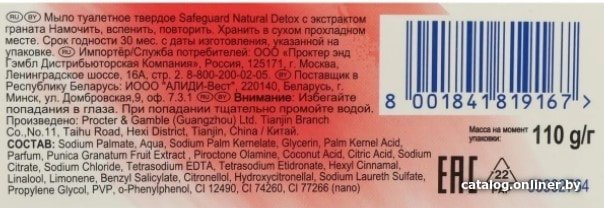 RU BY Мыло туалетное твердое Safeguard Natural Detox с экстрактом
граната Намочить, вспенить, повторить. Хранить в сухом прохладном
месте. Срок годности 30 мес. с даты изготовления, указанной на
упаковке. RU Импортёр/Служба потребителей: ООО «Проктер энд
Гэмбл Дистрибьюторская Компания», Россия, 125171, г. Москва,
Ленинградское шоссе, 16А, стр. 2. 8-800-200-02-05. BY Поставщик в
Республику Беларусь: ИООО "АЛИДИ-Вест", 220140, Беларусь, г.
Минск, ул. Домбровская,9, оф. 7.3.1 RU BY Внимание: Избегайте
попадания в глаза. При попадании тщательно промойте водой.
Произведено: Procter & Gamble (Guangzhou) Ltd. Tianjin Branch
Co., No.11, Taihu Road, Hexi District, Tianjin, China / Китай.
СОСТАВ: Sodium Palmate, Aqua, Sodium Palm Kernelate, Glycerin, Palm Kernel Acid,
Parfum, Punica Granatum Fruit Extract , Piroctone Olamine, Coconut Acid, Citric Acid, Sodium
Citrate, Sodium Chloride, Tetrasodium EDTA, Tetrasodium Etidronate, Hexyl Cinnamal,
Linalool, Limonene, Benzyl Salicylate, Citronellol, Hydroxycitronellal, Sodium Laureth Sulfate,
Propylene Glycol, PVP, o-Phenylphenol, CI 12490, CI 74260, CI 77266 (nano)
8 001841 819167 >
Масса на момент
упаковки: 110 g/г
EAC 22
PAP
catalog.onliner.by